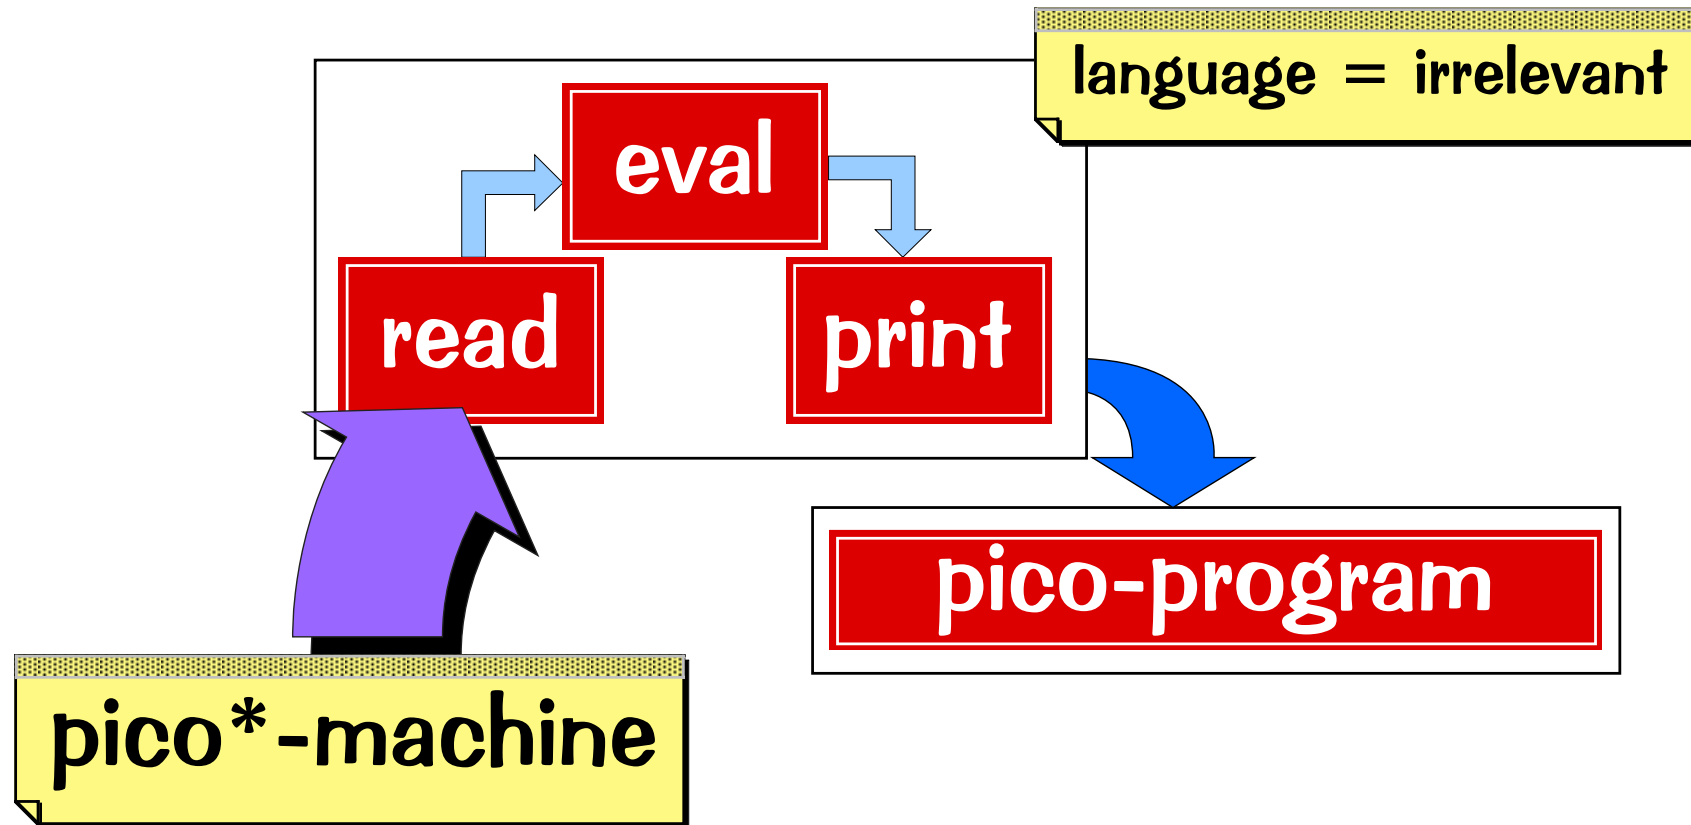 language = irrelevant
eval
read
print
pico-program
pico*-machine